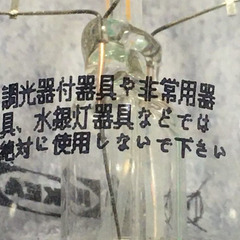 調光器付器具や非常用器
具、水銀灯器具などでは
絶対に使用しないで下さい
IKEA